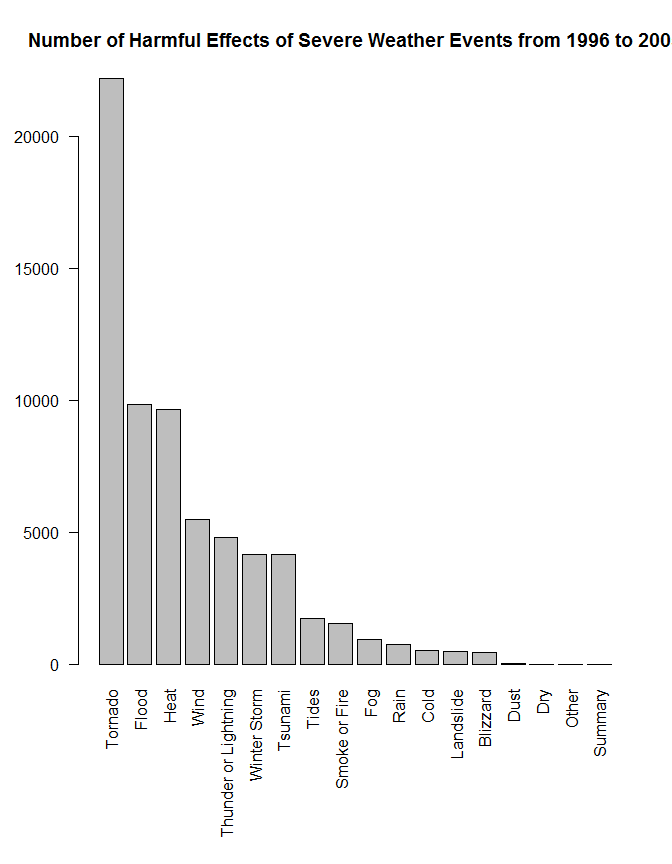 Number of Harmful Effects of Severe Weather Events from 1996 to 200
20000
15000
10000
5000
0
Tornado
Flood
Heat
Wind
Thunder or Lightning
Winter Storm
Tsunami
Tides
Smoke or Fire
Fog
Rain
Cold
Landslide
Blizzard
Dust
Dry
Other
Summary